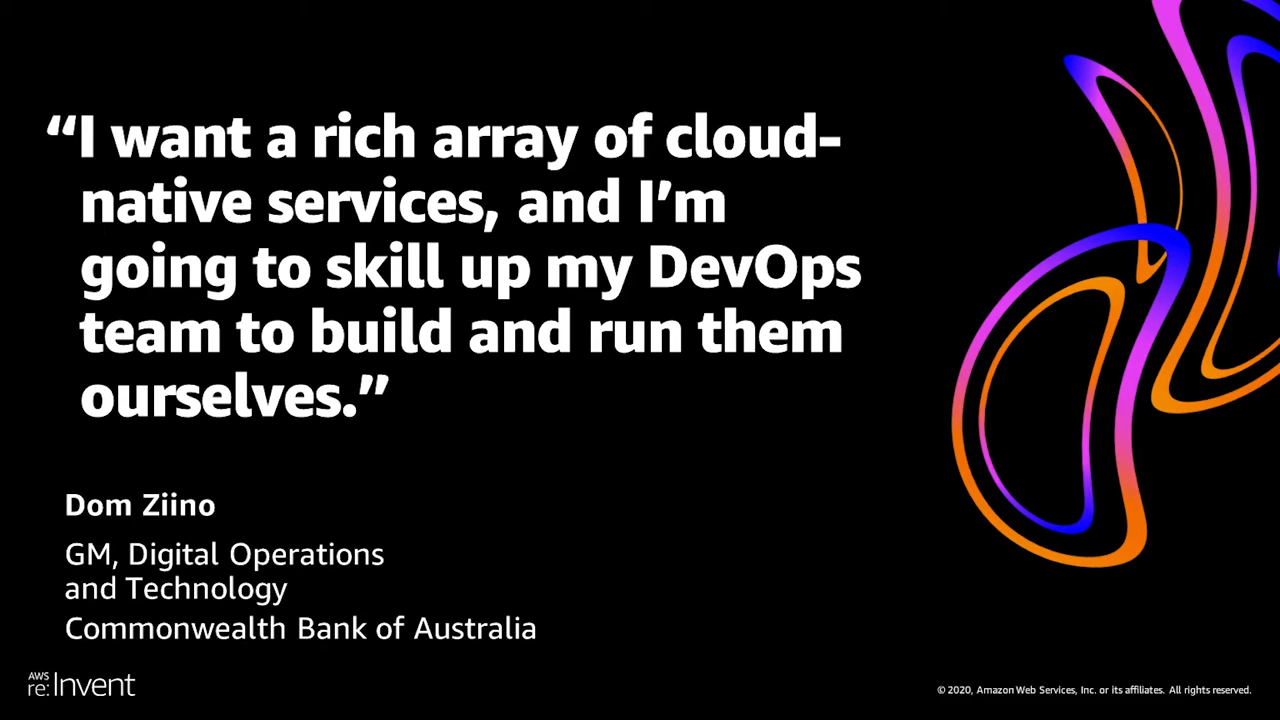 “I want a rich array of cloud-
native services, and I’m
going to skill up my DevOps
team to build and run them
ourselves.”
Dom Ziino
GM, Digital Operations
and Technology
Commonwealth Bank of Australia
AWS
re:Invent
© 2020, Amazon Web Services, Inc. or its affiliates. All rights reserved.